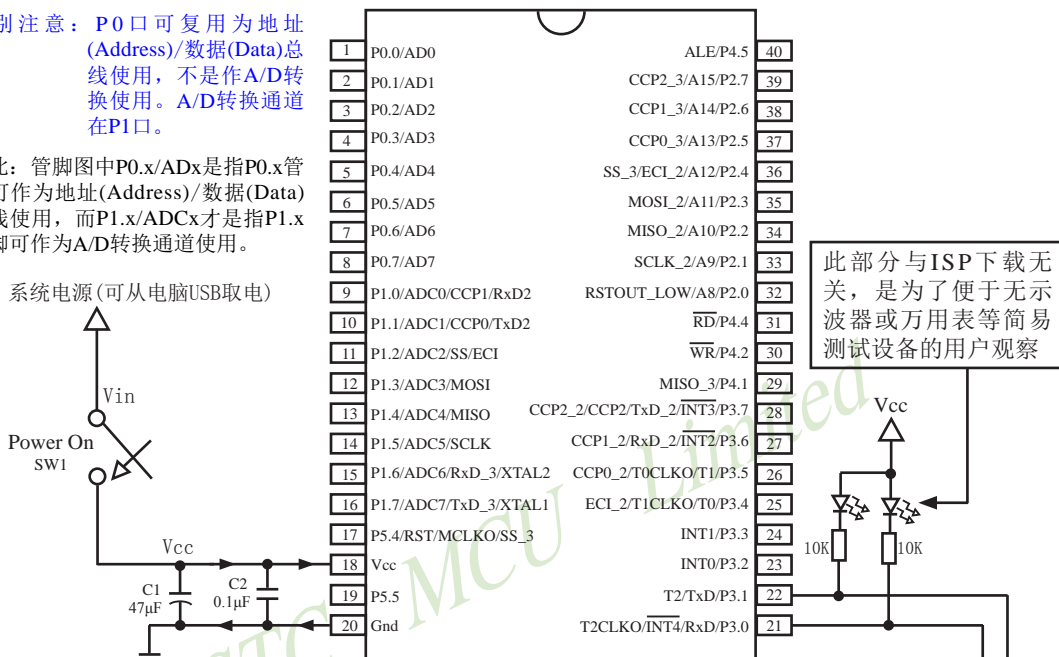 别注意：P0口可复用为地址
(Address)/数据(Data)总
线使用，不是作A/D转
换使用。A/D转换通道
在P1口。
：管脚图中P0.x/ADx是指P0.x管
可作为地址(Address)/数据(Data)
线使用，而P1.x/ADCx才是指P1.x
脚可作为A/D转换通道使用。
系统电源(可从电脑USB取电)
Vin
Power On
SW1
Vcc
C1
47μF
C2
0.1μF
1 P0.0/AD0
2 P0.1/AD1
3 P0.2/AD2
4 P0.3/AD3
5 P0.4/AD4
6 P0.5/AD5
7 P0.6/AD6
8 P0.7/AD7
9 P1.0/ADC0/CCP1/RxD2
10 P1.1/ADC1/CCP0/TxD2
11 P1.2/ADC2/SS/ECI
12 P1.3/ADC3/MOSI
13 P1.4/ADC4/MISO
14 P1.5/ADC5/SCLK
15 P1.6/ADC6/RxD_3/XTAL2
16 P1.7/ADC7/TxD_3/XTAL1
17 P5.4/RST/MCLKO/SS_3
18 Vcc
19 P5.5
20 Gnd
ALE/P4.5 40
CCP2_3/A15/P2.7 39
CCP1_3/A14/P2.6 38
CCP0_3/A13/P2.5 37
SS_3/ECI_2/A12/P2.4 36
MOSI_2/A11/P2.3 35
MISO_2/A10/P2.2 34
SCLK_2/A9/P2.1 33
RSTOUT_LOW/A8/P2.0 32
RD/P4.4 31
WR/P4.2 30
MISO_3/P4.1 29
CCP2_2/CCP2/TxD_2/INT3/P3.7 28
CCP1_2/RxD_2/INT2/P3.6 27
CCP0_2/T0CLKO/T1/P3.5 26
ECI_2/T1CLKO/T0/P3.4 25
INT1/P3.3 24
INT0/P3.2 23
T2/TxD/P3.1 22
T2CLKO/INT4/RxD/P3.0 21
此部分与ISP下载无
关，是为了便于无示
波器或万用表等简易
测试设备的用户观察
Vcc
10K
10K
STC MCU Limited